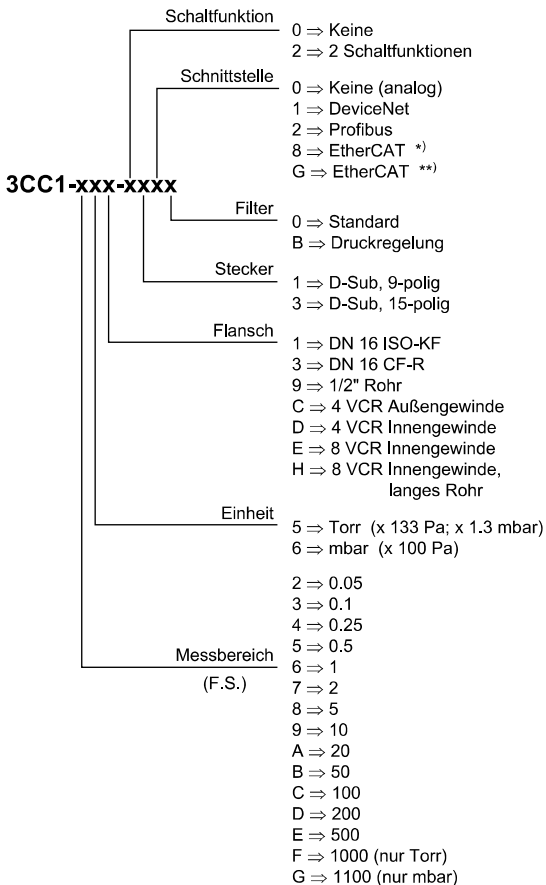 Schaltfunktion
0 ⇒ Keine
2 ⇒ 2 Schaltfunktionen
Schnittstelle
0 ⇒ Keine (analog)
1 ⇒ DeviceNet
2 ⇒ Profibus
8 ⇒ EtherCAT *)
G ⇒ EtherCAT **)
3CC1-xxx-xxxx
Filter
0 ⇒ Standard
B ⇒ Druckregelung
Stecker
1 ⇒ D-Sub, 9-polig
3 ⇒ D-Sub, 15-polig
Flansch
1 ⇒ DN 16 ISO-KF
3 ⇒ DN 16 CF-R
9 ⇒ 1/2" Rohr
C ⇒ 4 VCR Außengewinde
D ⇒ 4 VCR Innengewinde
E ⇒ 8 VCR Innengewinde
H ⇒ 8 VCR Innengewinde,
langes Rohr
Einheit
5 ⇒ Torr (x 133 Pa; x 1.3 mbar)
6 ⇒ mbar (x 100 Pa)
Messbereich
(F.S.)
2 ⇒ 0.05
3 ⇒ 0.1
4 ⇒ 0.25
5 ⇒ 0.5
6 ⇒ 1
7 ⇒ 2
8 ⇒ 5
9 ⇒ 10
A ⇒ 20
B ⇒ 50
C ⇒ 100
D ⇒ 200
E ⇒ 500
F ⇒ 1000 (nur Torr)
G ⇒ 1100 (nur mbar)